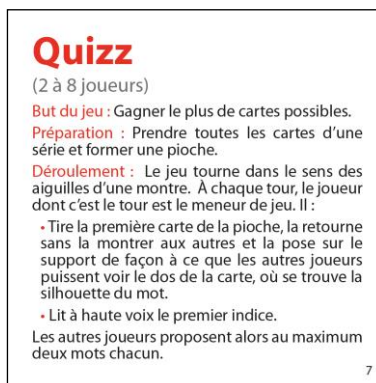 Quizz
(2 à 8 joueurs)
But du jeu : Gagner le plus de cartes possibles.
Préparation : Prendre toutes les cartes d'une
série et former une pioche.
Déroulement : Le jeu tourne dans le sens des
aiguilles d'une montre. À chaque tour, le joueur
dont c'est le tour est le meneur de jeu. Il :
• Tire la première carte de la pioche, la retourne
sans la montrer aux autres et la pose sur le
support de façon à ce que les autres joueurs
puissent voir le dos de la carte, où se trouve la
silhouette du mot.
• Lit à haute voix le premier indice.
Les autres joueurs proposent alors au maximum
deux mots chacun.
7